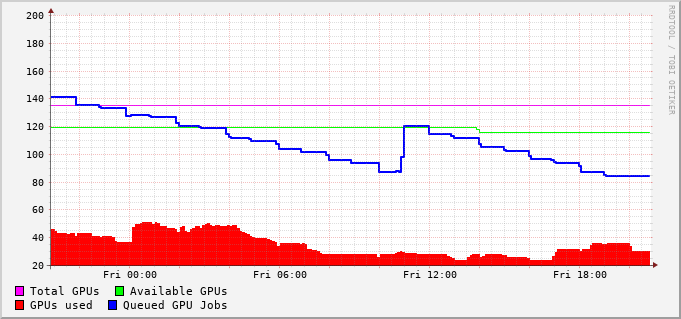 200
180
160
140
120
100
80
60
40
20
Fri 00:00 Fri 06:00 Fri 12:00 Fri 18:00
Total GPUs Available GPUs
GPUs used Queued GPU Jobs
RRDTOOL / TOBI OETIKER